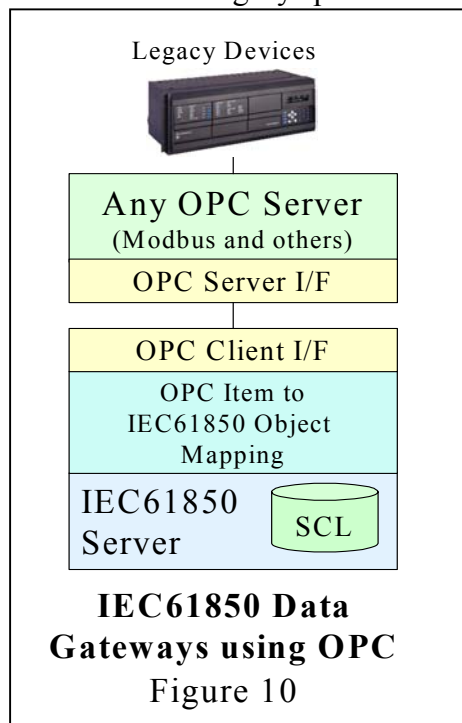 Legacy Devices
Any OPC Server
(Modbus and others)
OPC Server I/F
OPC Client I/F
OPC Item to
IEC61850 Object
Mapping
IEC61850
Server
SCL
IEC61850 Data
Gateways using OPC
Figure 10